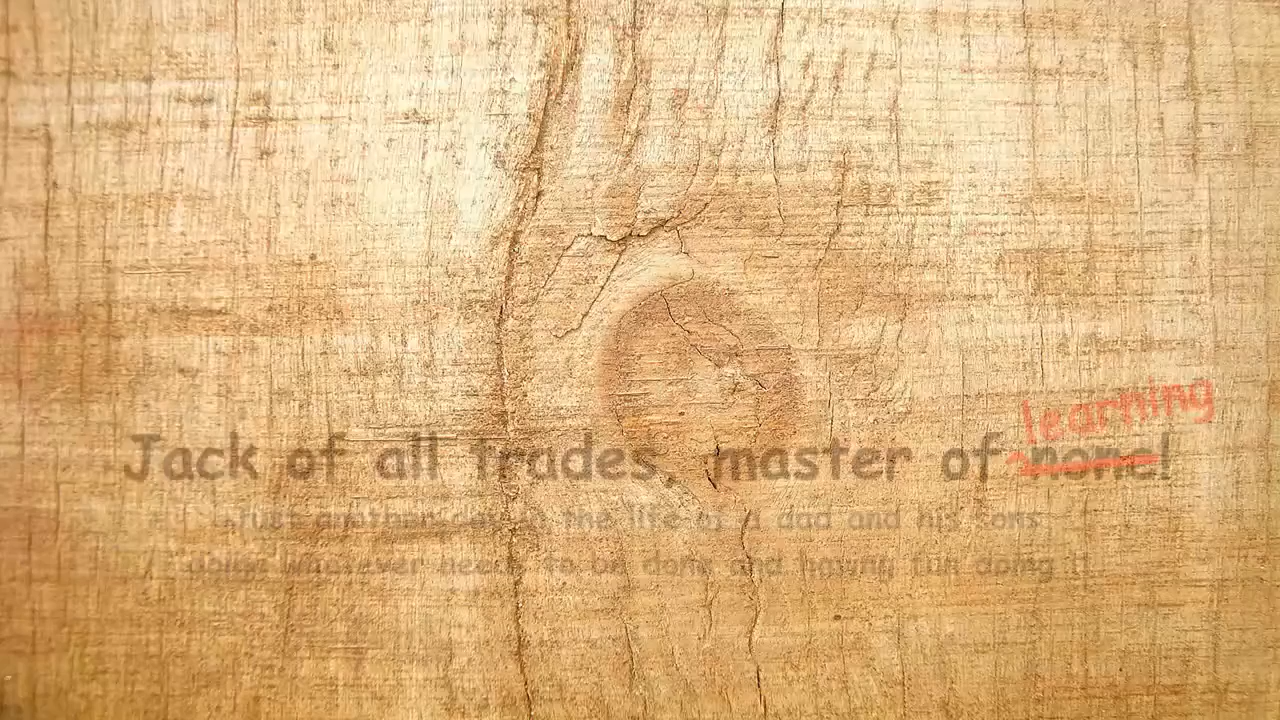 learning
Jack of all trades, master of none!
Just another day in the life of a dad and his sons
doing whatever needs to be done and having fun doing it